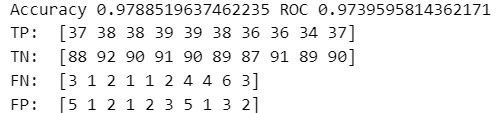 Accuracy 0.9788519637462235 ROC 0.9739595814362171
TP:  [37 38 38 39 39 38 36 36 34 37]
TN:  [88 92 90 91 90 89 87 91 89 90]
FN:  [3 1 2 1 1 2 4 4 6 3]
FP:  [5 1 2 1 2 3 5 1 3 2]